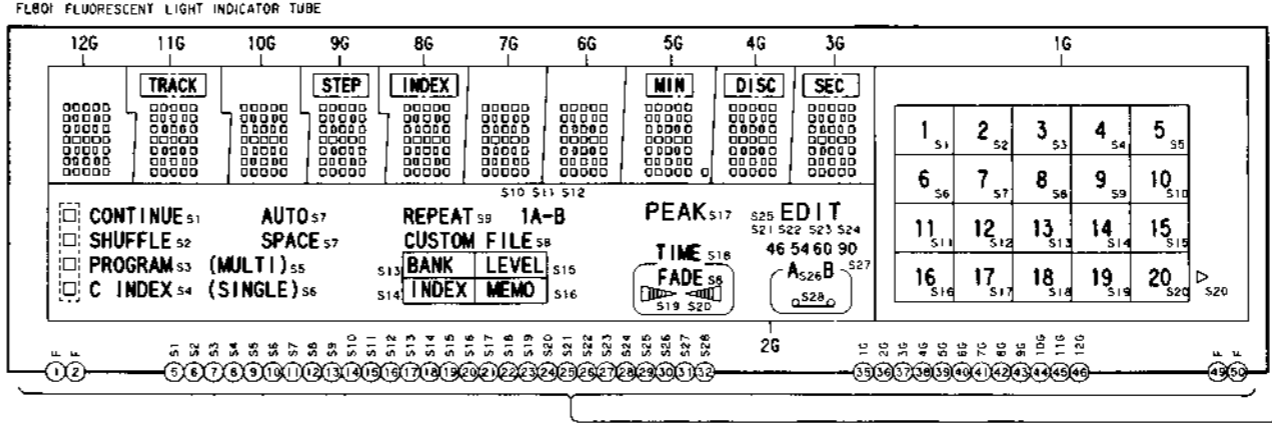 FL801 FLUORESCENT LIGHT INDICATOR TUBE
12G 11G 10G 9G 8G 7G 6G 5G 4G 3G 1G
TRACK STEP INDEX MIN DISC SEC
1 S1 2 S2 3 S3 4 S4 5 S5
6 S6 7 S7 8 S8 9 S9 10 S10
11 S11 12 S12 13 S13 14 S14 15 S15
16 S16 17 S17 18 S18 19 S19 20 S20 S20
S10 S11 S12
CONTINUE S1 AUTO S7 REPEAT S9 1A-B PEAK S17 S25 EDIT
S21 S22 S23 S24
SHUFFLE S2 SPACE S7 CUSTOM FILE S8 TIME S18 46 54 60 90
PROGRAM S3 (MULTI) S5 S13 BANK LEVEL S15 FADE S8 A S26 B S27
C INDEX S4 (SINGLE) S6 S14 INDEX MEMO S16 S19 S20 S28
2G
F F S1 S2 S3 S4 S5 S6 S7 S8 S9 S10 S11 S12 S13 S14 S15 S16 S17 S18 S19 S20 S21 S22 S23 S24 S25 S26 S27 S28 1G 2G 3G 4G 5G 6G 7G 8G 9G 10G 11G 12G F F
1 2 5 6 7 8 9 10 11 12 13 14 15 16 17 18 19 20 21 22 23 24 25 26 27 28 29 30 31 32 35 36 37 38 39 40 41 42 43 44 45 46 49 50